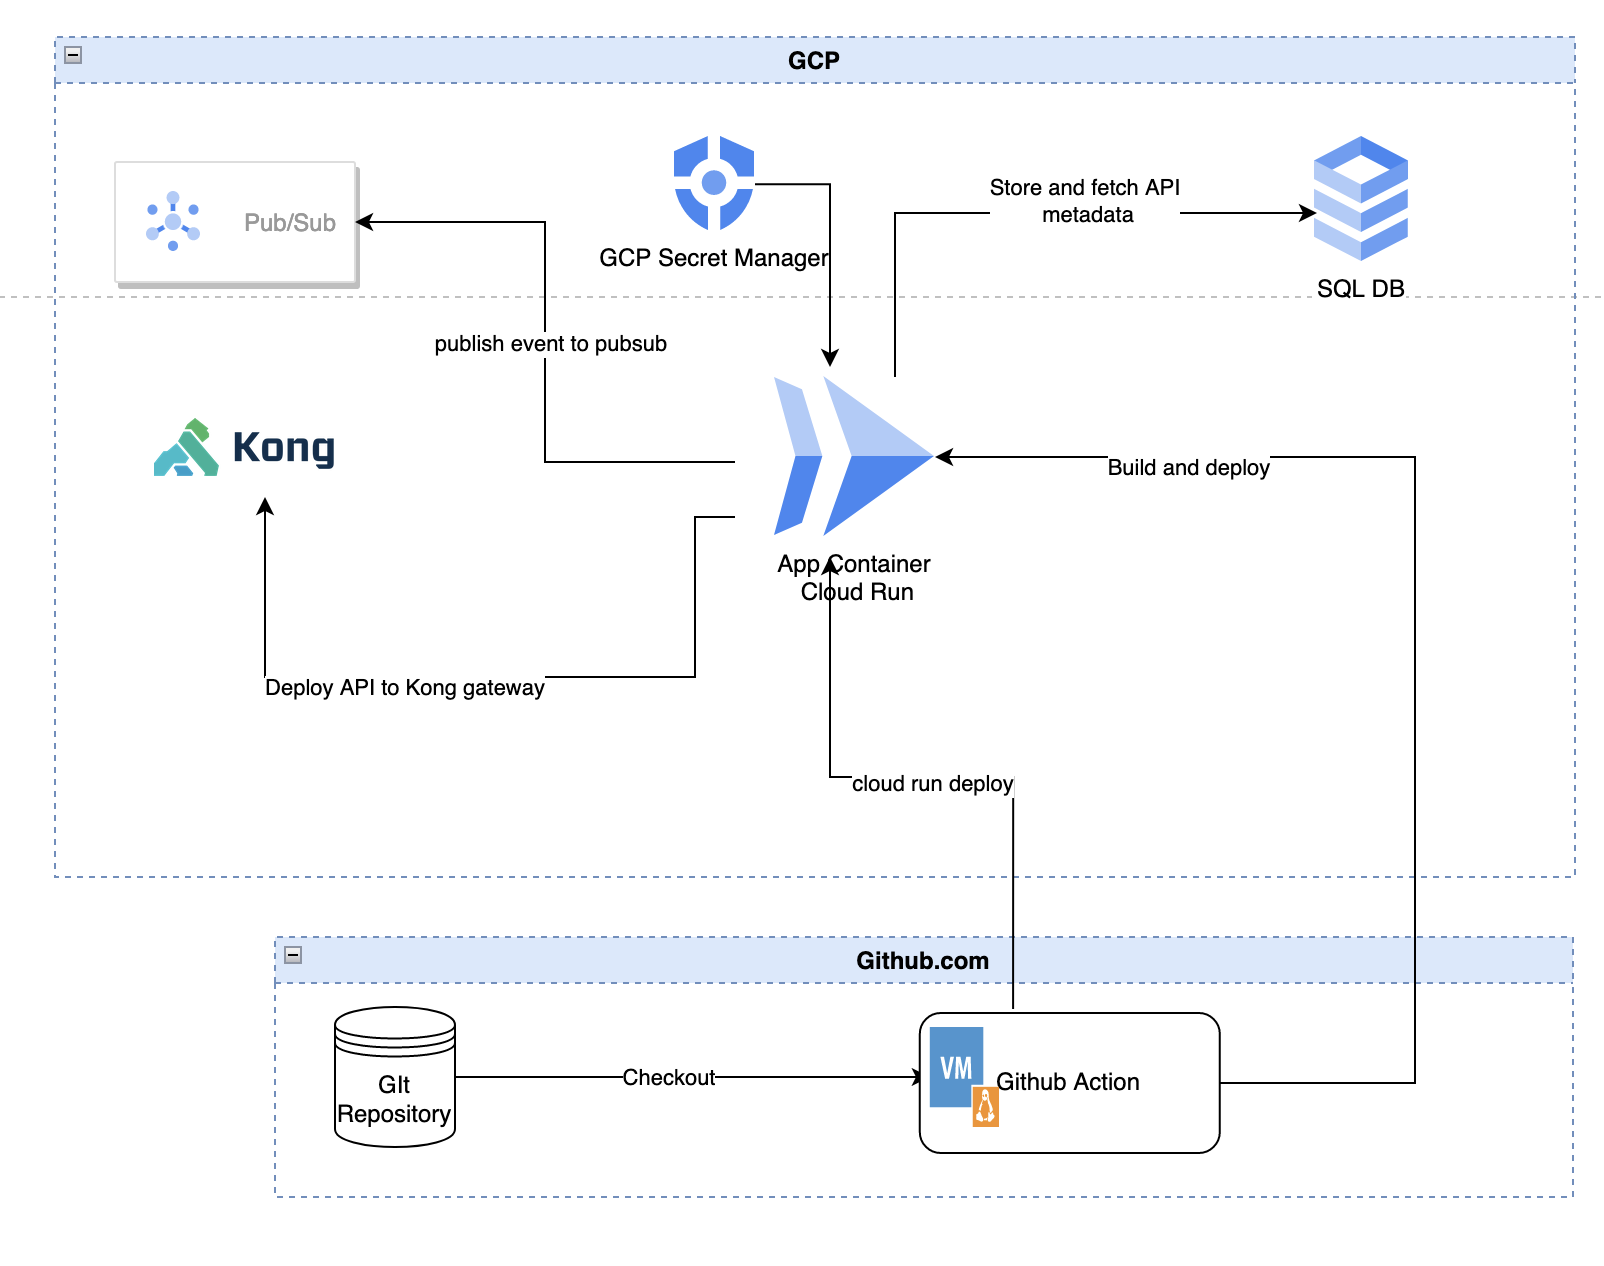 GCP
Pub/Sub
GCP Secret Manager
Store and fetch API
metadata
SQL DB
publish event to pubsub
Kong
Build and deploy
App Container
Cloud Run
Deploy API to Kong gateway
cloud run deploy
Github.com
GIt
Repository
Checkout
VM
Github Action